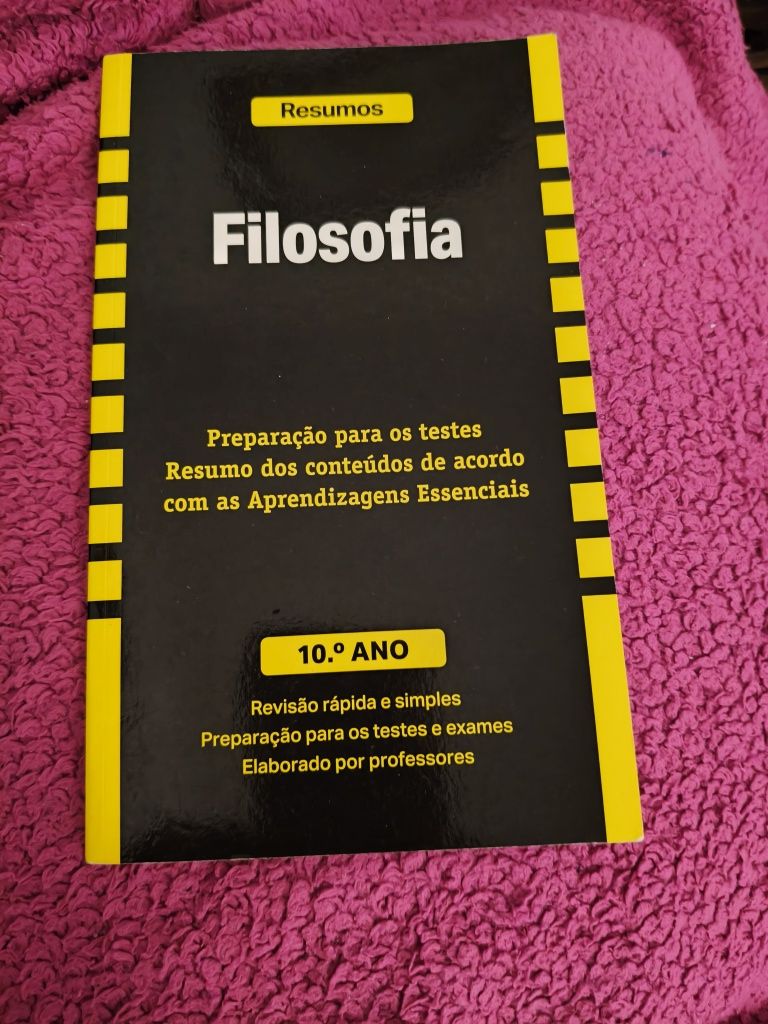 Resumos
Filosofia
Preparação para os testes
Resumo dos conteúdos de acordo
com as Aprendizagens Essenciais
10.º ANO
Revisão rápida e simples
Preparação para os testes e exames
Elaborado por professores